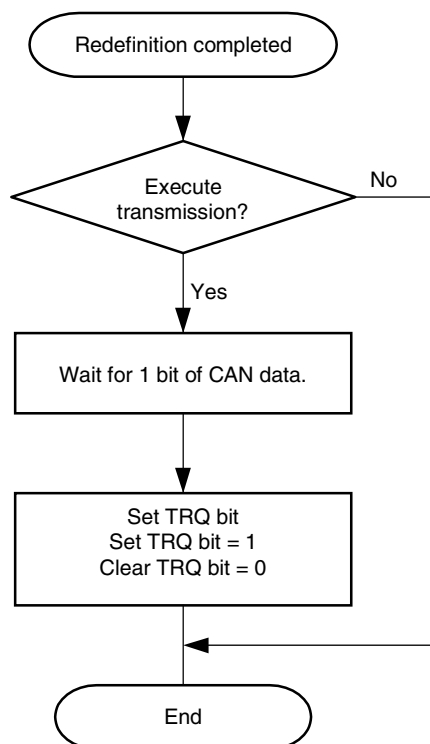 Redefinition completed
Execute
transmission?
No
Yes
Wait for 1 bit of CAN data.
Set TRQ bit
Set TRQ bit = 1
Clear TRQ bit = 0
End